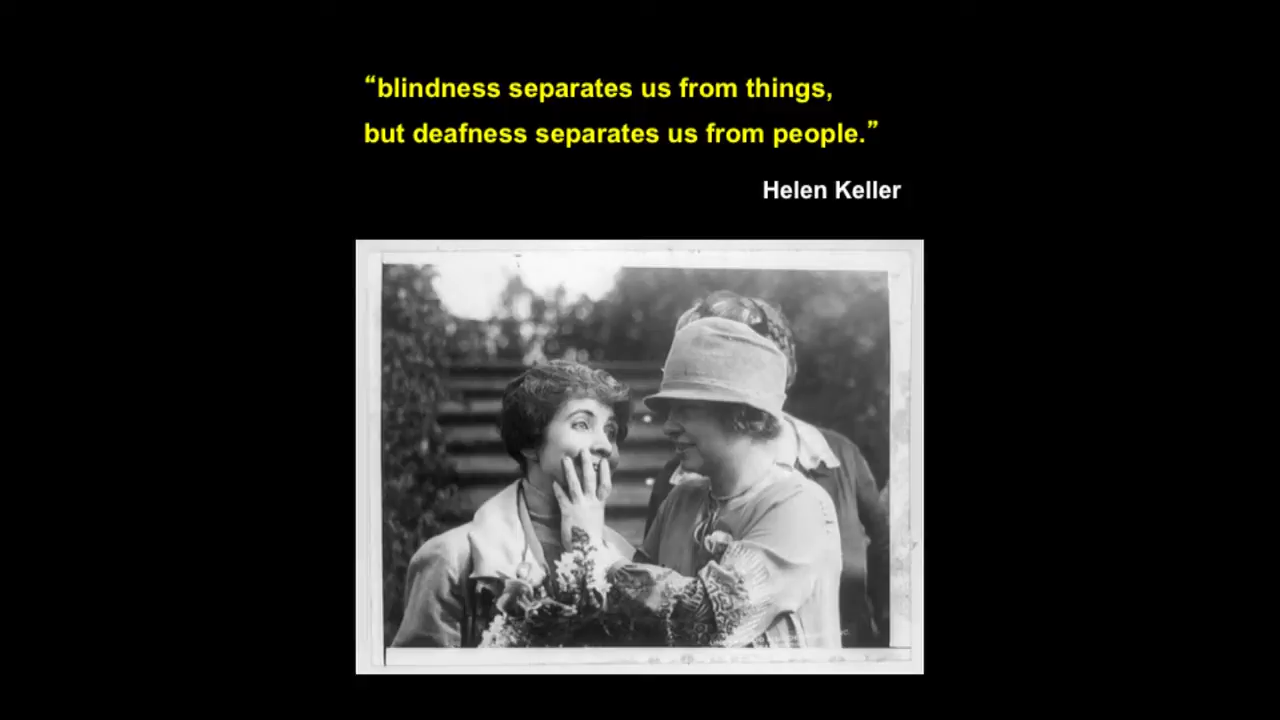 “blindness separates us from things,
but deafness separates us from people.”
Helen Keller